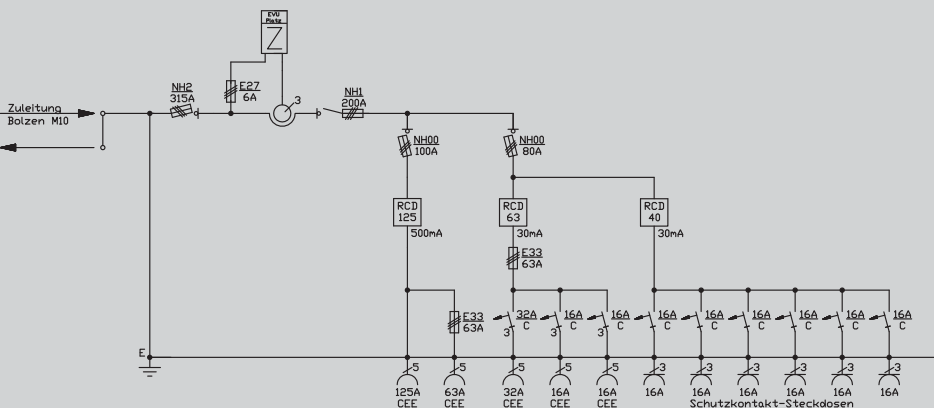 EVU
Platz
Z
NH2
315A
E27
6A
3
NH1
200A
Zuleitung
Bolzen M10
NH00
100A
NH00
80A
RCD
125
500mA
RCD
63
30mA
RCD
40
30mA
E33
63A
E33
63A
32A
C
3
16A
C
3
16A
C
3
16A
C
16A
C
16A
C
16A
C
16A
C
16A
C
E
5
5
5
5
5
3
3
3
3
3
3
125A
CEE
63A
CEE
32A
CEE
16A
CEE
16A
CEE
16A
16A
16A
16A
16A
16A
Schutzkontakt-Steckdosen